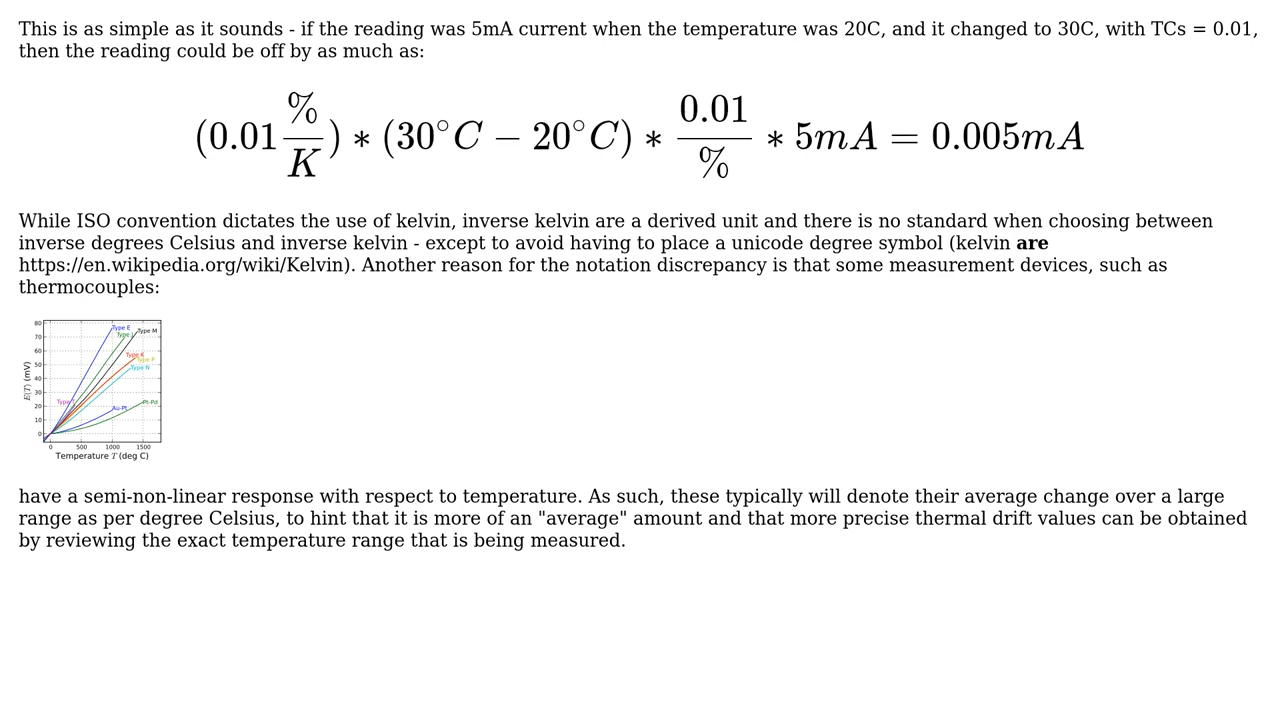 This is as simple as it sounds - if the reading was 5mA current when the temperature was 20C, and it changed to 30C, with TCs = 0.01,
then the reading could be off by as much as:
(0.01 %/K) * (30°C − 20°C) * 0.01/% * 5mA = 0.005mA
While ISO convention dictates the use of kelvin, inverse kelvin are a derived unit and there is no standard when choosing between
inverse degrees Celsius and inverse kelvin - except to avoid having to place a unicode degree symbol (kelvin are
https://en.wikipedia.org/wiki/Kelvin). Another reason for the notation discrepancy is that some measurement devices, such as
thermocouples:
80
70
60
50
40
30
20
10
0
E(T) (mV)
Type E
Type J
Type M
Type K
Type P
Type N
Type T
Au-Pt
Pt-Pd
0 500 1000 1500
Temperature T (deg C)
have a semi-non-linear response with respect to temperature. As such, these typically will denote their average change over a large
range as per degree Celsius, to hint that it is more of an "average" amount and that more precise thermal drift values can be obtained
by reviewing the exact temperature range that is being measured.